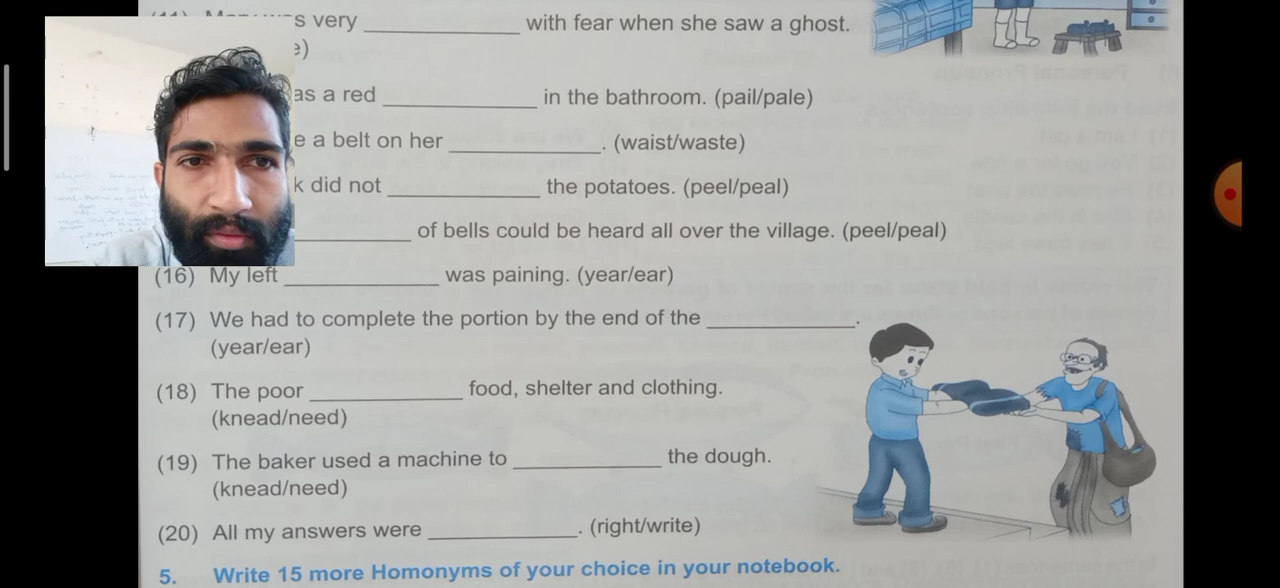 s very ____________ with fear when she saw a ghost.
e)
as a red ____________ in the bathroom. (pail/pale)
e a belt on her ____________. (waist/waste)
k did not ____________ the potatoes. (peel/peal)
____________ of bells could be heard all over the village. (peel/peal)
(16) My left ____________ was paining. (year/ear)
(17) We had to complete the portion by the end of the ____________.
(year/ear)
(18) The poor ____________ food, shelter and clothing.
(knead/need)
(19) The baker used a machine to ____________ the dough.
(knead/need)
(20) All my answers were ____________. (right/write)
5. Write 15 more Homonyms of your choice in your notebook.